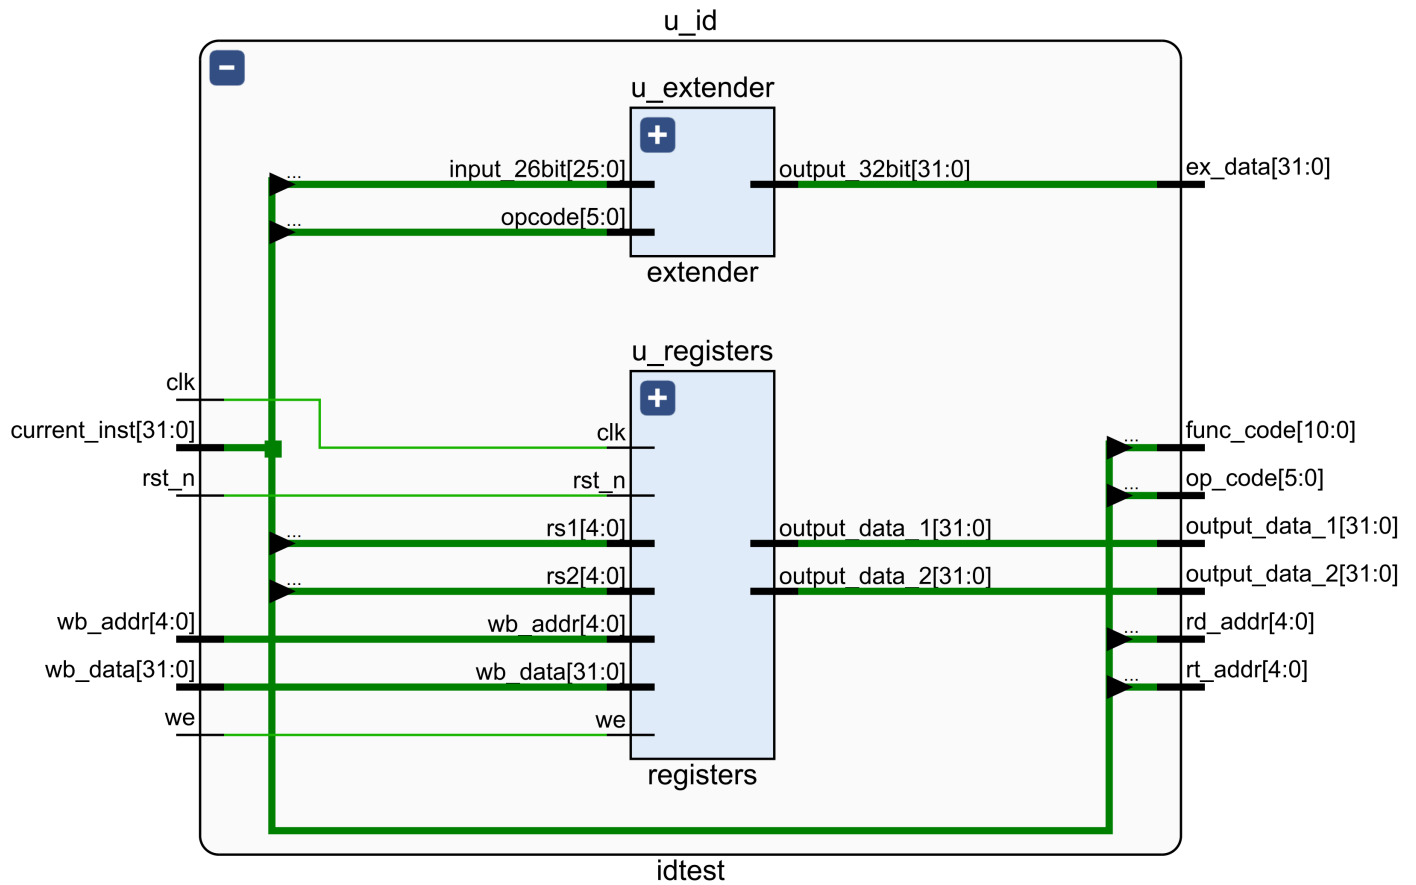 u_id
u_extender
input_26bit[25:0]
output_32bit[31:0]
ex_data[31:0]
...
opcode[5:0]
...
extender
u_registers
clk
current_inst[31:0]
clk
func_code[10:0]
...
rst_n
rst_n
op_code[5:0]
...
rs1[4:0]
output_data_1[31:0]
output_data_1[31:0]
...
rs2[4:0]
output_data_2[31:0]
output_data_2[31:0]
...
wb_addr[4:0]
wb_addr[4:0]
rd_addr[4:0]
...
wb_data[31:0]
wb_data[31:0]
rt_addr[4:0]
...
we
we
registers
idtest